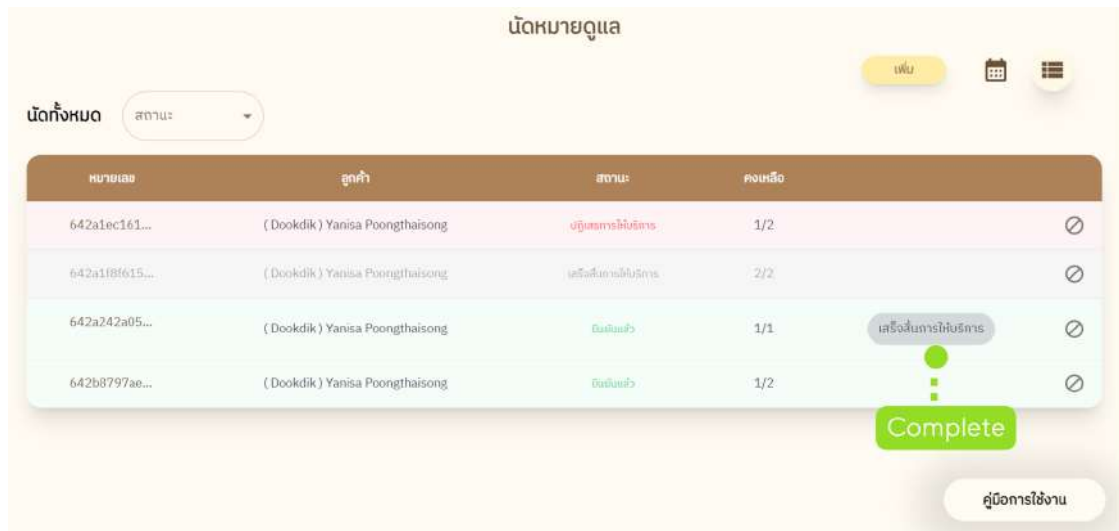 นัดหมายดูแล
เพิ่ม
นัดทั้งหมด สถานะ
หมายเลข ลูกค้า สถานะ คงเหลือ
642a1ec161... ( Dookdik ) Yanisa Poongthaisong ปฏิเสธการให้บริการ 1/2
642a1f8f615... ( Dookdik ) Yanisa Poongthaisong เสร็จสิ้นการให้บริการ 2/2
642a242a05... ( Dookdik ) Yanisa Poongthaisong ยืนยันแล้ว 1/1 เสร็จสิ้นการให้บริการ
642b8797ae... ( Dookdik ) Yanisa Poongthaisong ยืนยันแล้ว 1/2
Complete
คู่มือการใช้งาน